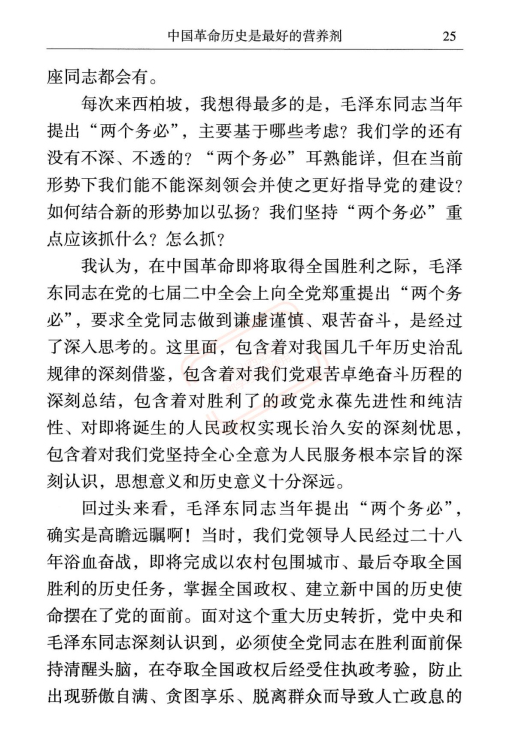 中国革命历史是最好的营养剂 25
座同志都会有。
每次来西柏坡，我想得最多的是，毛泽东同志当年
提出“两个务必”，主要基于哪些考虑？我们学的还有
没有不深、不透的？“两个务必”耳熟能详，但在当前
形势下我们能不能深刻领会并使之更好指导党的建设？
如何结合新的形势加以弘扬？我们坚持“两个务必”重
点应该抓什么？怎么抓？
我认为，在中国革命即将取得全国胜利之际，毛泽
东同志在党的七届二中全会上向全党郑重提出“两个务
必”，要求全党同志做到谦虚谨慎、艰苦奋斗，是经过
了深入思考的。这里面，包含着对我国几千年历史治乱
规律的深刻借鉴，包含着对我们党艰苦卓绝奋斗历程的
深刻总结，包含着对胜利了的政党永葆先进性和纯洁
性、对即将诞生的人民政权实现长治久安的深刻忧思，
包含着对我们党坚持全心全意为人民服务根本宗旨的深
刻认识，思想意义和历史意义十分深远。
回过头来看，毛泽东同志当年提出“两个务必”，
确实是高瞻远瞩啊！当时，我们党领导人民经过二十八
年浴血奋战，即将完成以农村包围城市、最后夺取全国
胜利的历史任务，掌握全国政权、建立新中国的历史使
命摆在了党的面前。面对这个重大历史转折，党中央和
毛泽东同志深刻认识到，必须使全党同志在胜利面前保
持清醒头脑，在夺取全国政权后经受住执政考验，防止
出现骄傲自满、贪图享乐、脱离群众而导致人亡政息的